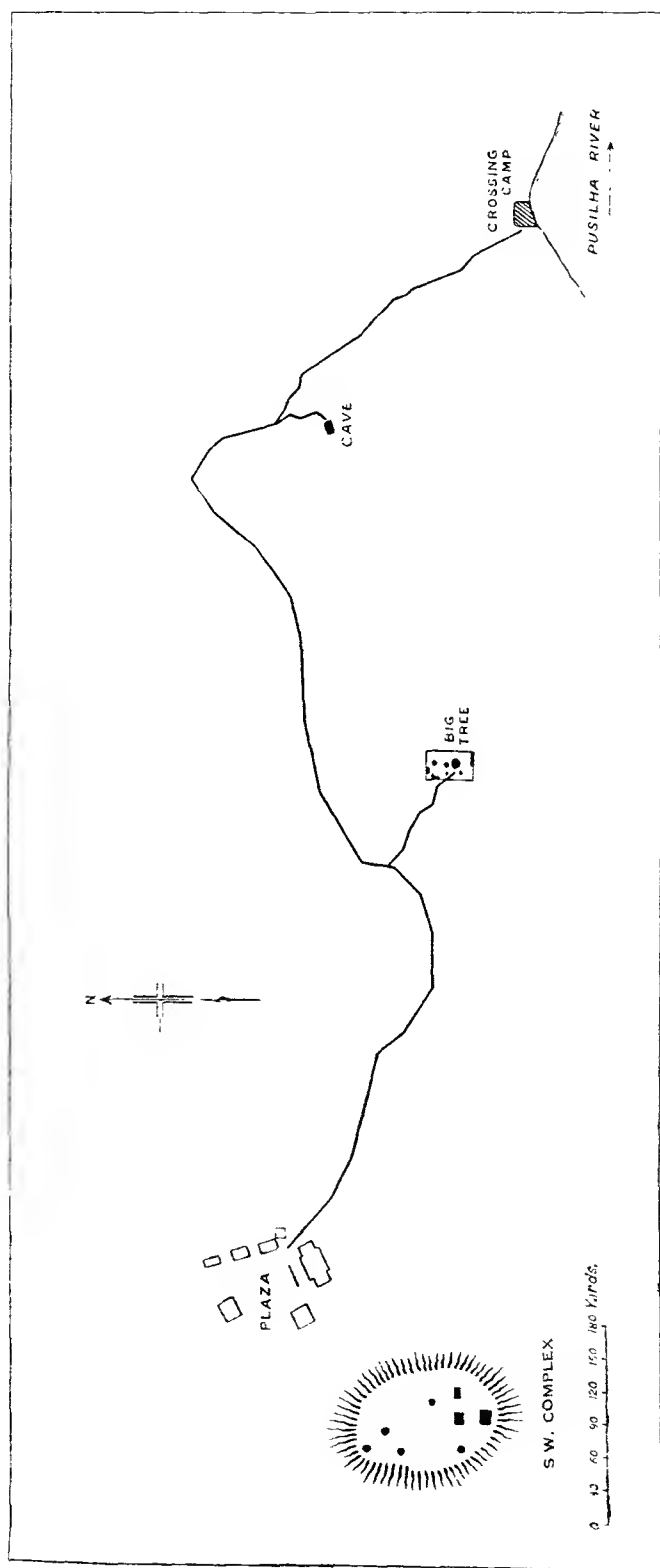 N
CROSSING
CAMP
PUSILHA RIVER
CAVE
BIG
TREE
PLAZA
S W. COMPLEX
0 30 60 90 120 150 180 Yards.